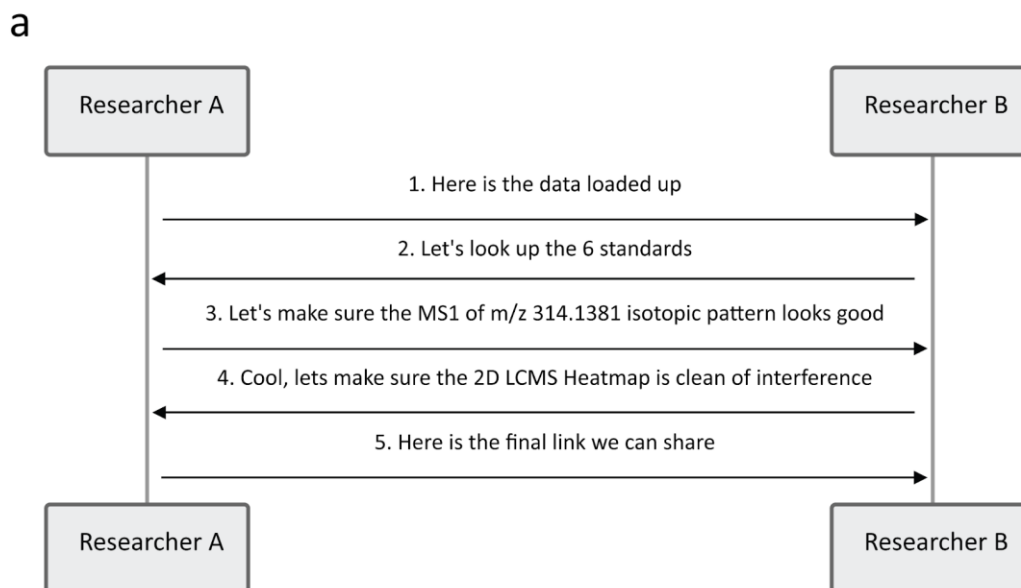 a
Researcher A
Researcher B
1. Here is the data loaded up
2. Let's look up the 6 standards
3. Let's make sure the MS1 of m/z 314.1381 isotopic pattern looks good
4. Cool, lets make sure the 2D LCMS Heatmap is clean of interference
5. Here is the final link we can share
Researcher A
Researcher B